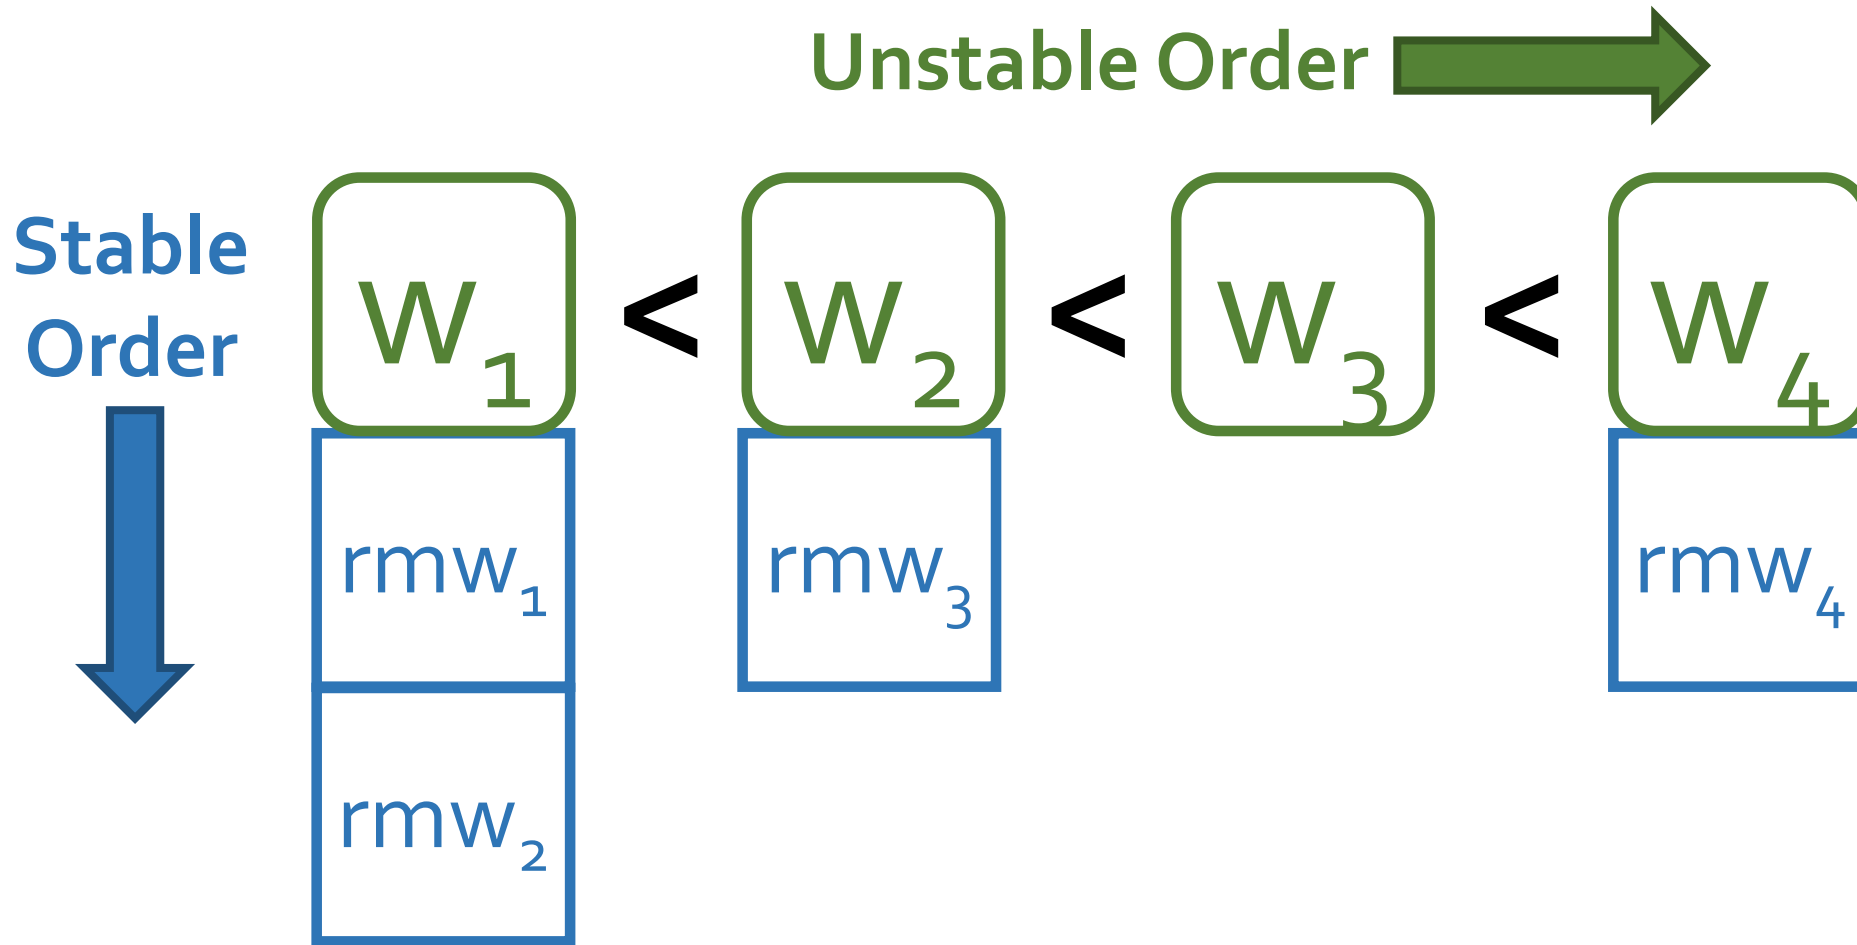 Unstable Order
Stable
Order
w₁ < w₂ < w₃ < w₄
rmw₁ rmw₃ rmw₄
rmw₂